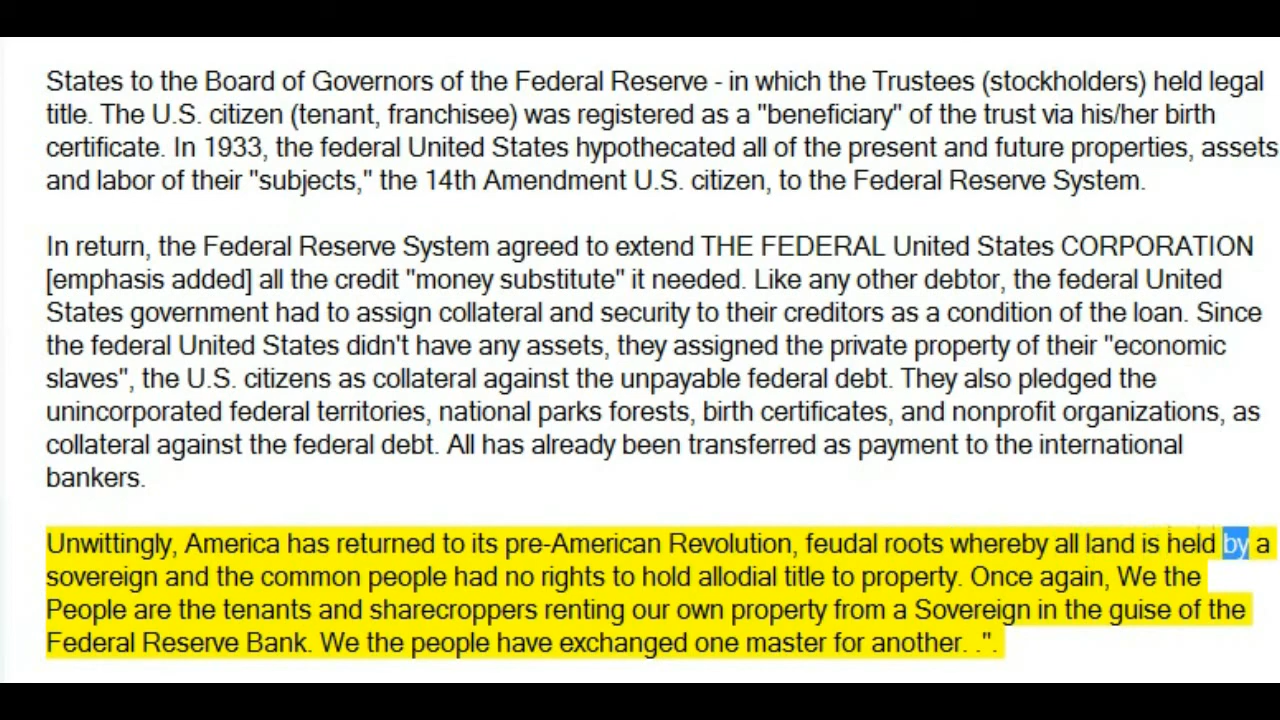 States to the Board of Governors of the Federal Reserve - in which the Trustees (stockholders) held legal
title. The U.S. citizen (tenant, franchisee) was registered as a "beneficiary" of the trust via his/her birth
certificate. In 1933, the federal United States hypothecated all of the present and future properties, assets
and labor of their "subjects," the 14th Amendment U.S. citizen, to the Federal Reserve System.
In return, the Federal Reserve System agreed to extend THE FEDERAL United States CORPORATION
[emphasis added] all the credit "money substitute" it needed. Like any other debtor, the federal United
States government had to assign collateral and security to their creditors as a condition of the loan. Since
the federal United States didn't have any assets, they assigned the private property of their "economic
slaves", the U.S. citizens as collateral against the unpayable federal debt. They also pledged the
unincorporated federal territories, national parks forests, birth certificates, and nonprofit organizations, as
collateral against the federal debt. All has already been transferred as payment to the international
bankers.
Unwittingly, America has returned to its pre-American Revolution, feudal roots whereby all land is held by a
sovereign and the common people had no rights to hold allodial title to property. Once again, We the
People are the tenants and sharecroppers renting our own property from a Sovereign in the guise of the
Federal Reserve Bank. We the people have exchanged one master for another. .".